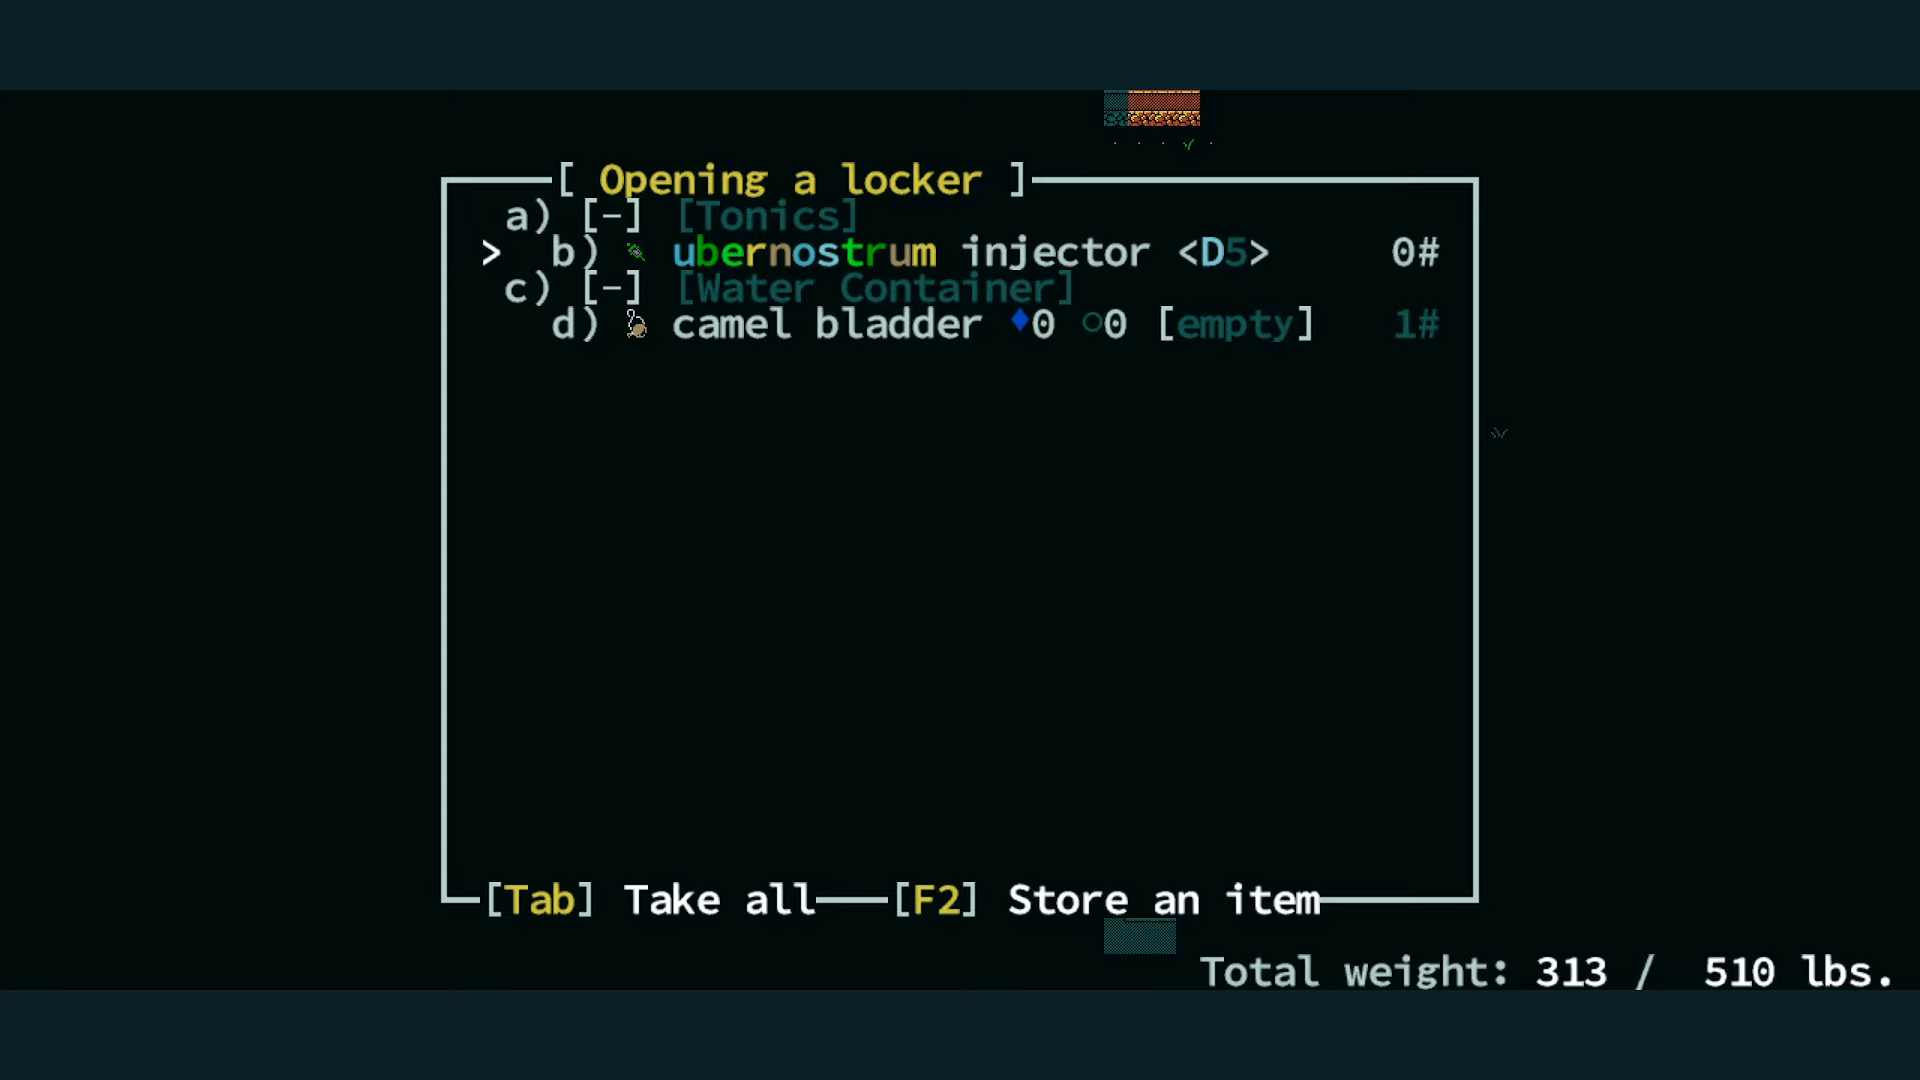 [ Opening a locker ]
a) [-] [Tonics]
> b) ubernostrum injector <D5> 0#
c) [-] [Water Container]
d) camel bladder ♦0 ○0 [empty] 1#
[Tab] Take all [F2] Store an item
Total weight: 313 / 510 lbs.